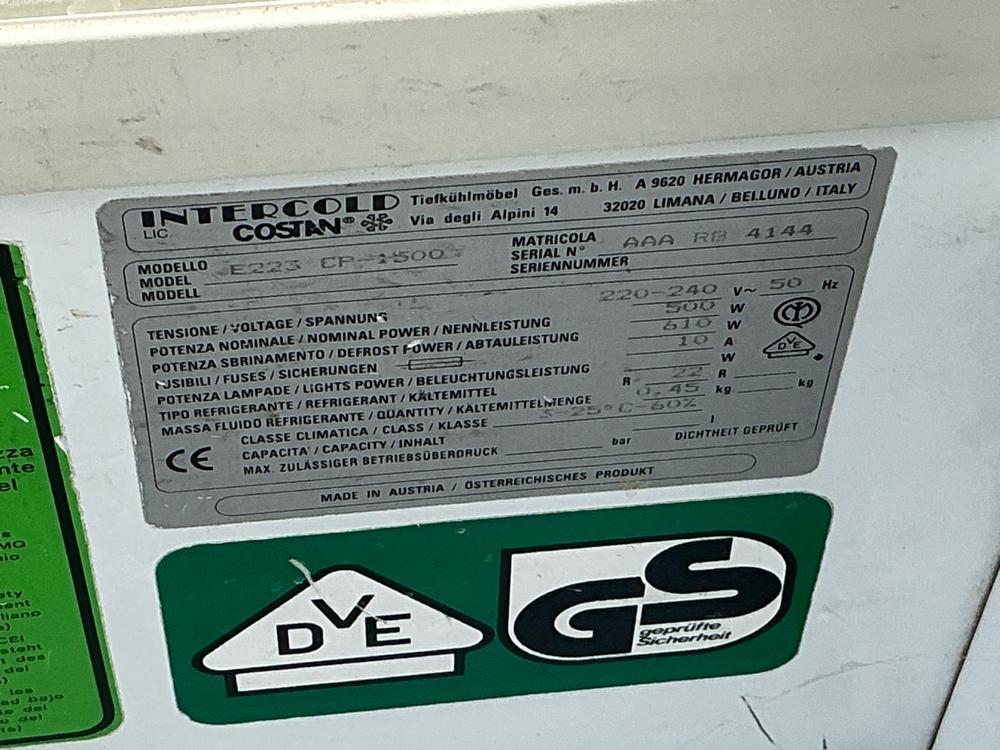 INTERCOLD Tiefkühlmöbel Ges. m. b. H. A 9620 HERMAGOR / AUSTRIA
LIC. COSTAN® Via degli Alpini 14 32020 LIMANA / BELLUNO / ITALY
MODELLO
MODEL
MODELL
E223 CP-1500
MATRICOLA
SERIAL N°
SERIENNUMMER
AAA R8 4144
TENSIONE / VOLTAGE / SPANNUNG 220-240 V~ 50 Hz
POTENZA NOMINALE / NOMINAL POWER / NENNLEISTUNG 500 W
POTENZA SBRINAMENTO / DEFROST POWER / ABTAULEISTUNG 610 W
FUSIBILI / FUSES / SICHERUNGEN 10 A
POTENZA LAMPADE / LIGHTS POWER / BELEUCHTUNGSLEISTUNG W
TIPO REFRIGERANTE / REFRIGERANT / KÄLTEMITTEL R 22 R
MASSA FLUIDO REFRIGERANTE / QUANTITY / KÄLTEMITTELMENGE 0,45 kg kg
CLASSE CLIMATICA / CLASS / KLASSE 3-25°C-60%
CAPACITA' / CAPACITY / INHALT l
MAX. ZULÄSSIGER BETRIEBSÜBERDRUCK bar DICHTHEIT GEPRÜFT
CE
DVE
MADE IN AUSTRIA / ÖSTERREICHISCHES PRODUKT
DVE
GS
geprüfte
Sicherheit